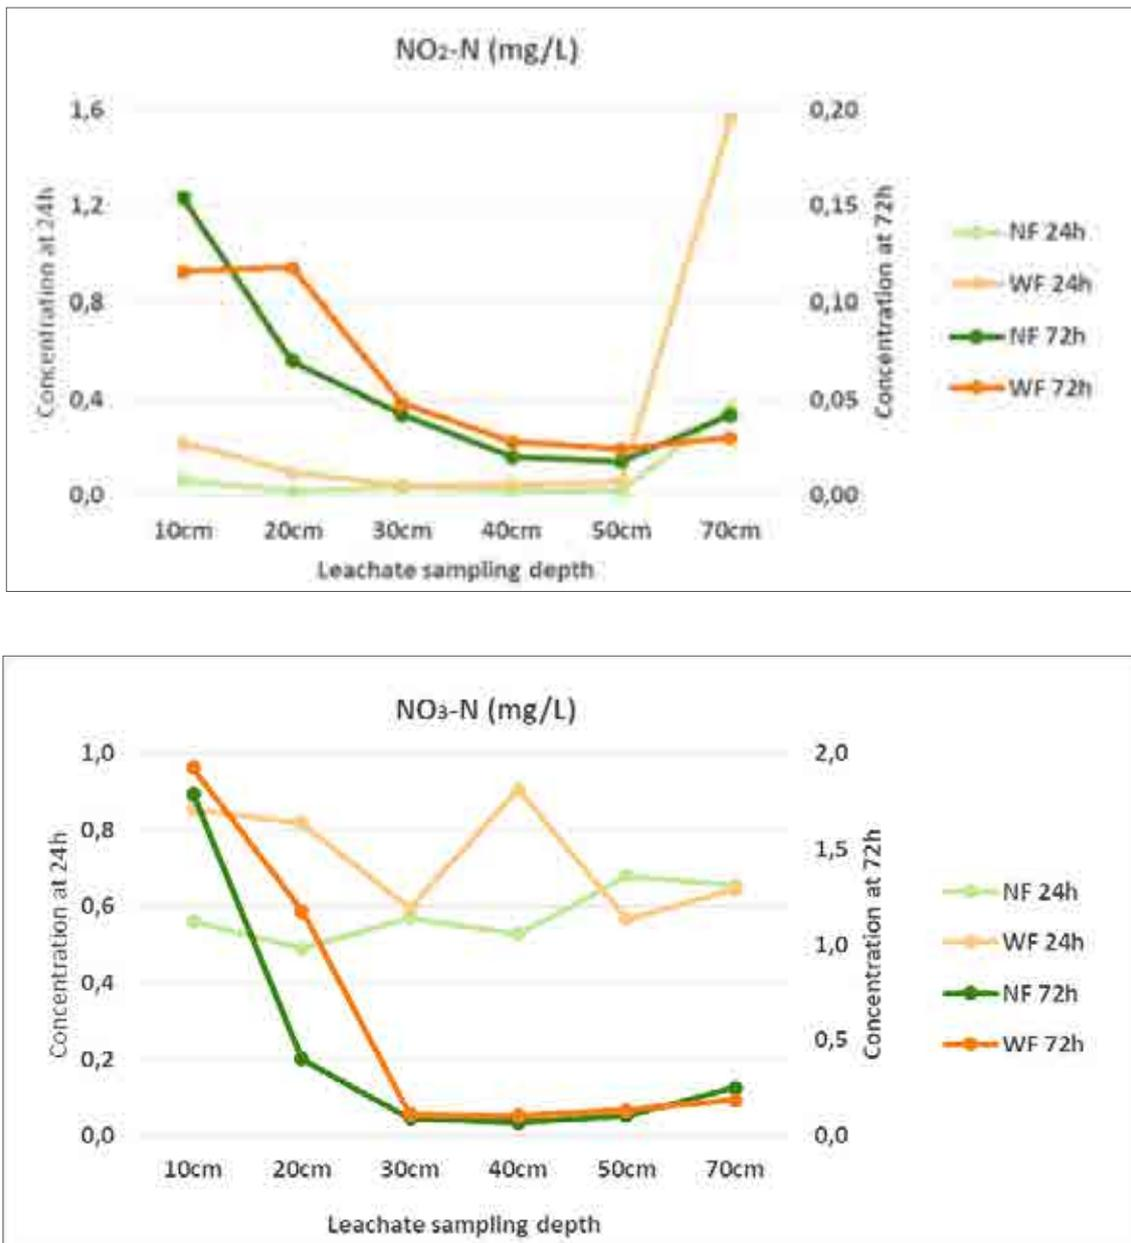 NO₂-N (mg/L)
1,6
1,2
0,8
0,4
0,0
Concentration at 24h
0,20
0,15
0,10
0,05
0,00
Concentration at 72h
10cm 20cm 30cm 40cm 50cm 70cm
Leachate sampling depth
NF 24h
WF 24h
NF 72h
WF 72h
NO₃-N (mg/L)
1,0
0,8
0,6
0,4
0,2
0,0
Concentration at 24h
2,0
1,5
1,0
0,5
0,0
Concentration at 72h
10cm 20cm 30cm 40cm 50cm 70cm
Leachate sampling depth
NF 24h
WF 24h
NF 72h
WF 72h